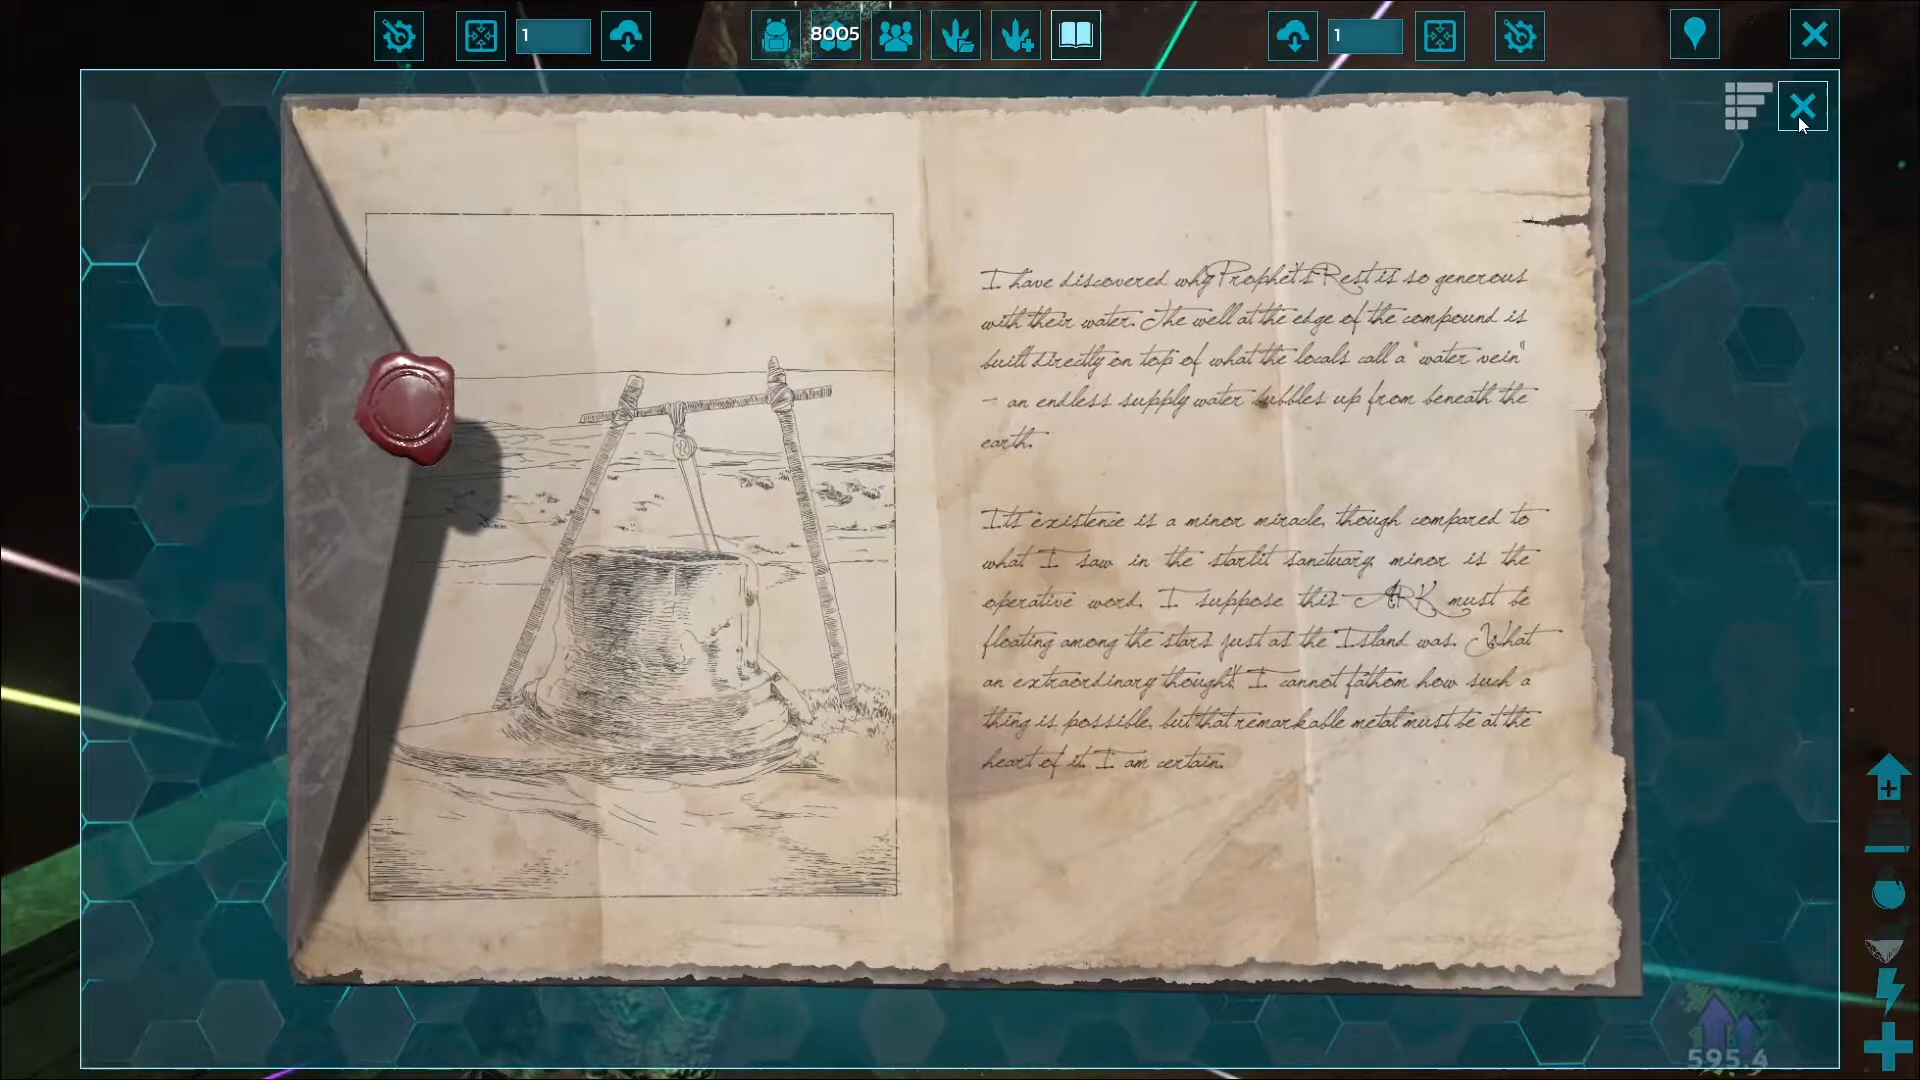 1
8005
1
I have discovered why Prophet's Rest is so generous
with their water. The well at the edge of the compound is
built directly on top of what the locals call a "water vein"
- an endless supply water bubbles up from beneath the
earth.
It's existence is a minor miracle, though compared to
what I saw in the starlit sanctuary, minor is the
operative word. I suppose this ARK must be
floating among the stars just as the Island was. What
an extraordinary thought! I cannot fathom how such a
thing is possible, but that remarkable metal must be at the
heart of it. I am certain.
595.4